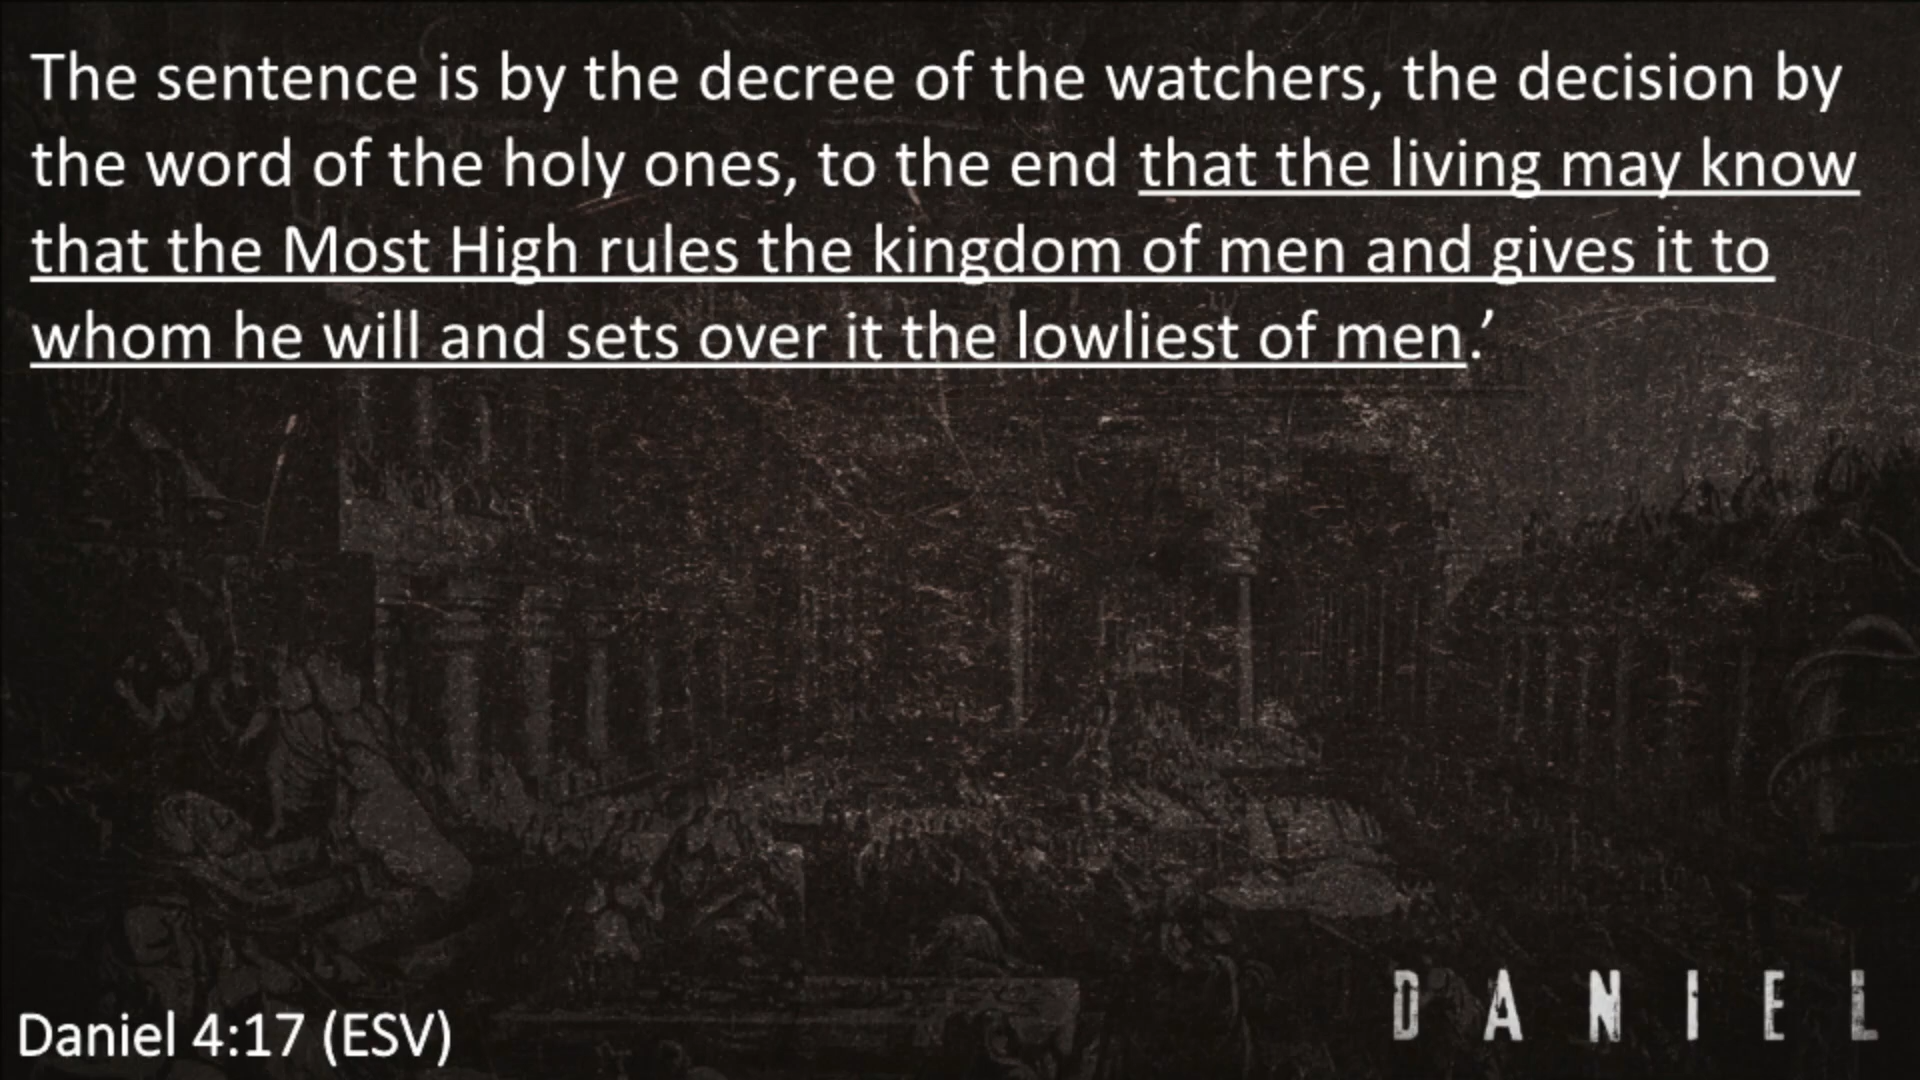 The sentence is by the decree of the watchers, the decision by
the word of the holy ones, to the end that the living may know
that the Most High rules the kingdom of men and gives it to
whom he will and sets over it the lowliest of men.’
Daniel 4:17 (ESV)
DANIEL